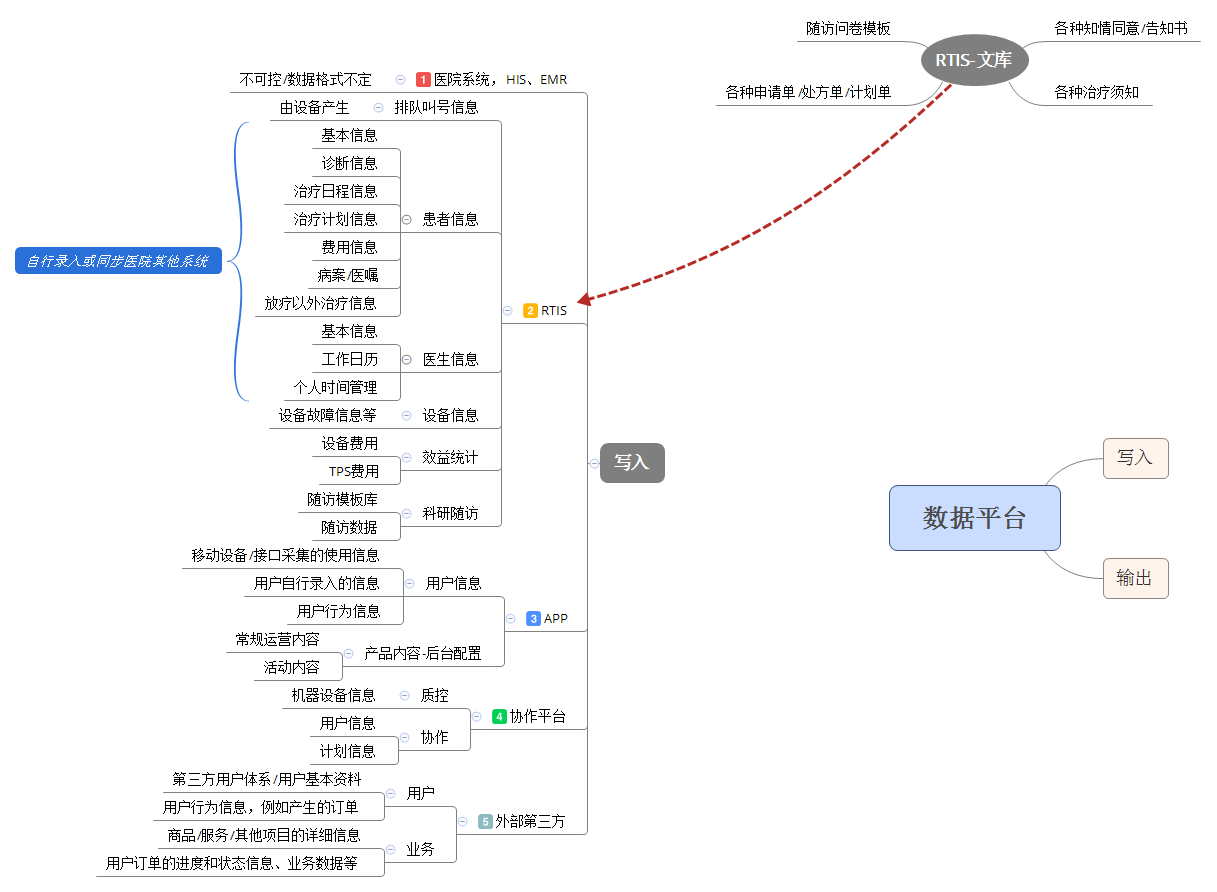 随访问卷模板
各种知情同意/告知书
RTIS-文库
各种申请单/处方单/计划单
各种治疗须知
不可控/数据格式不定
1 医院系统，HIS、EMR
由设备产生
排队叫号信息
基本信息
诊断信息
治疗日程信息
治疗计划信息
患者信息
费用信息
病案/医嘱
放疗以外治疗信息
自行录入或同步医院其他系统
2 RTIS
基本信息
工作日历
医生信息
个人时间管理
设备故障信息等
设备信息
设备费用
效益统计
TPS费用
随访模板库
科研随访
随访数据
写入
移动设备/接口采集的使用信息
用户自行录入的信息
用户信息
用户行为信息
3 APP
常规运营内容
产品内容-后台配置
活动内容
机器设备信息
质控
4 协作平台
用户信息
协作
计划信息
第三方用户体系/用户基本资料
用户
用户行为信息，例如产生的订单
5 外部第三方
商品/服务/其他项目的详细信息
业务
用户订单的进度和状态信息、业务数据等
写入
数据平台
输出